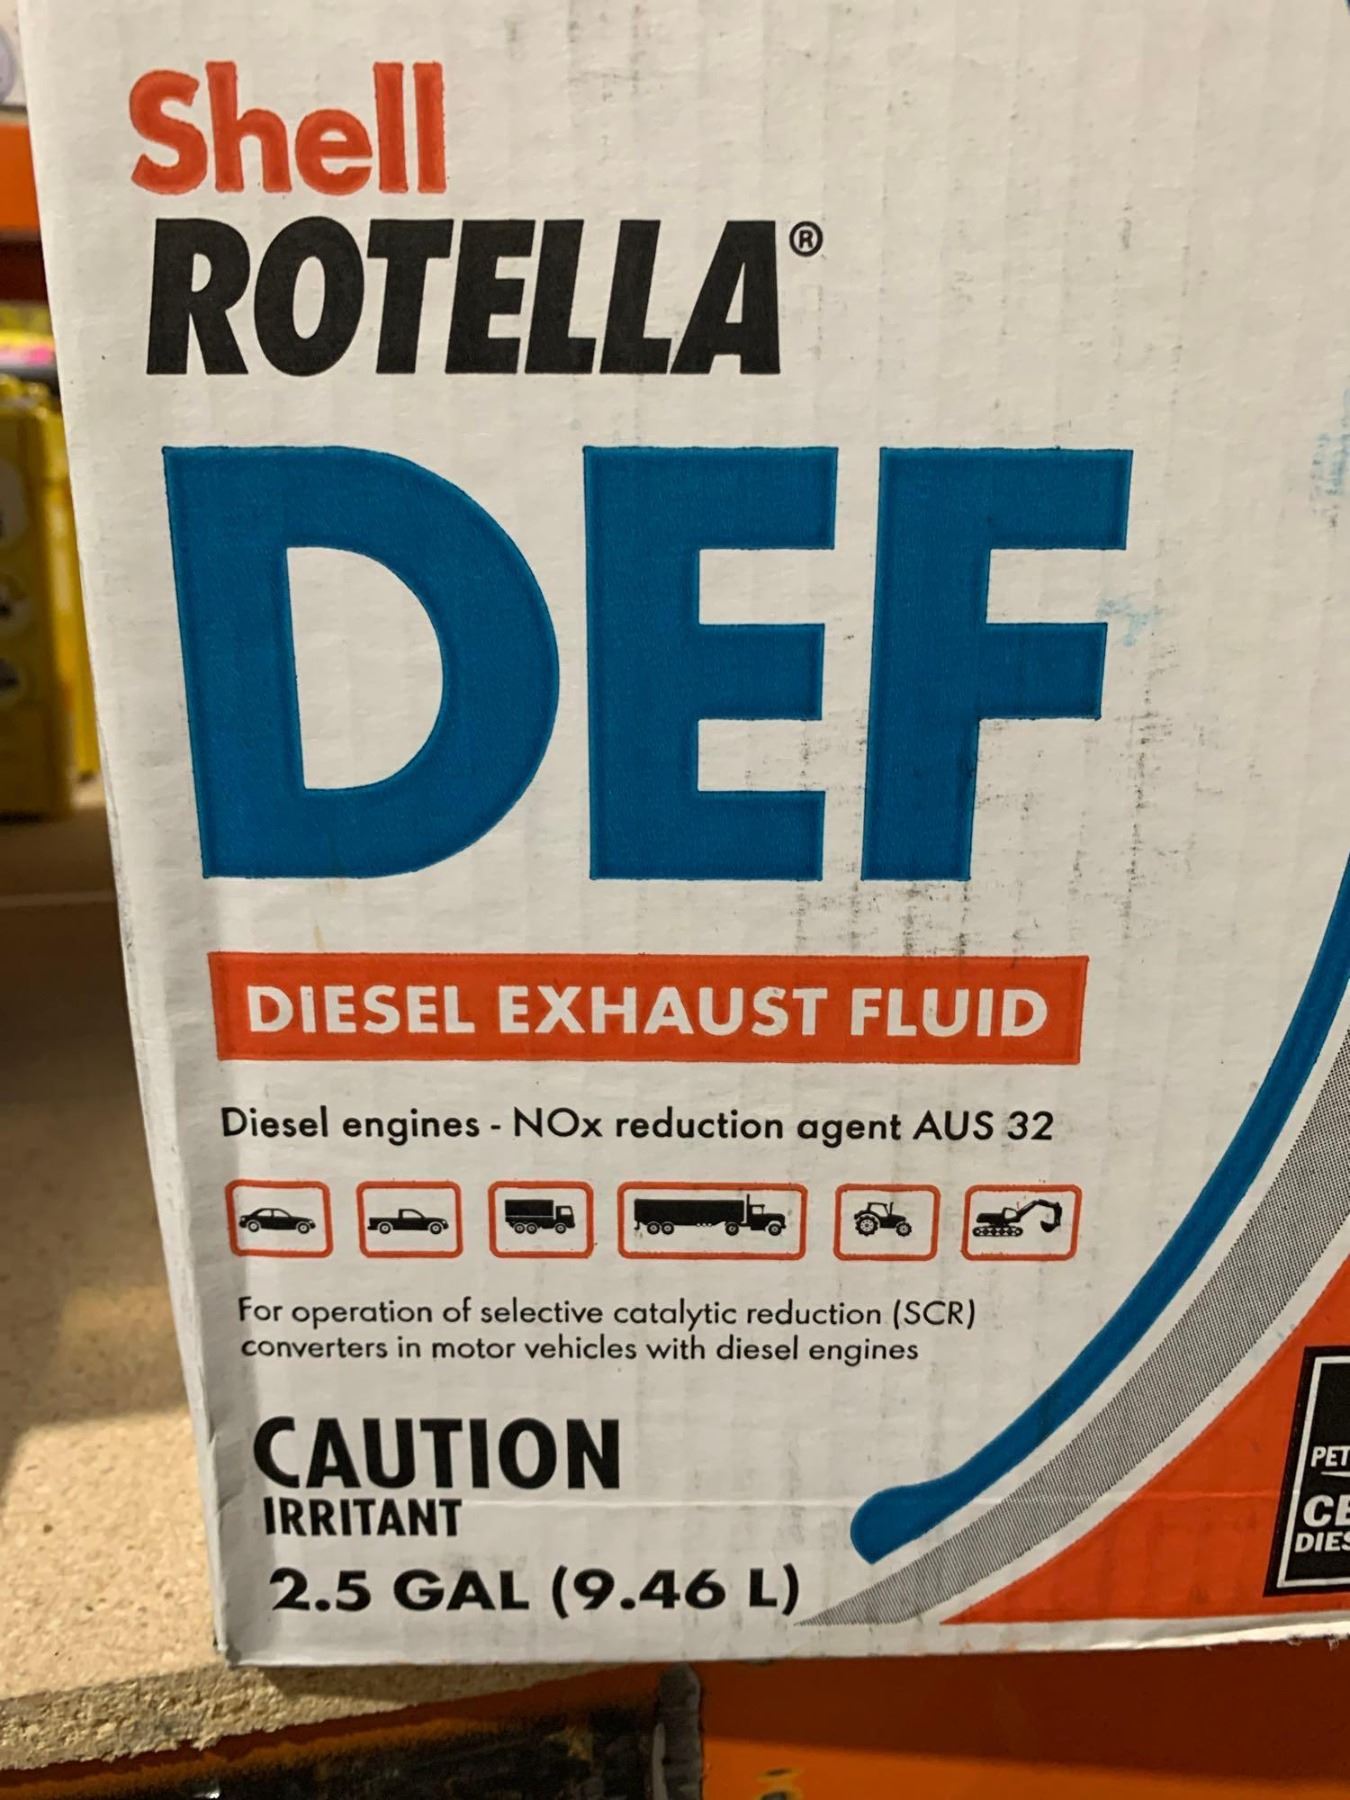 Shell
ROTELLA®
DEF
DIESEL EXHAUST FLUID
Diesel engines - NOx reduction agent AUS 32
For operation of selective catalytic reduction (SCR)
converters in motor vehicles with diesel engines
CAUTION
IRRITANT
2.5 GAL (9.46 L)